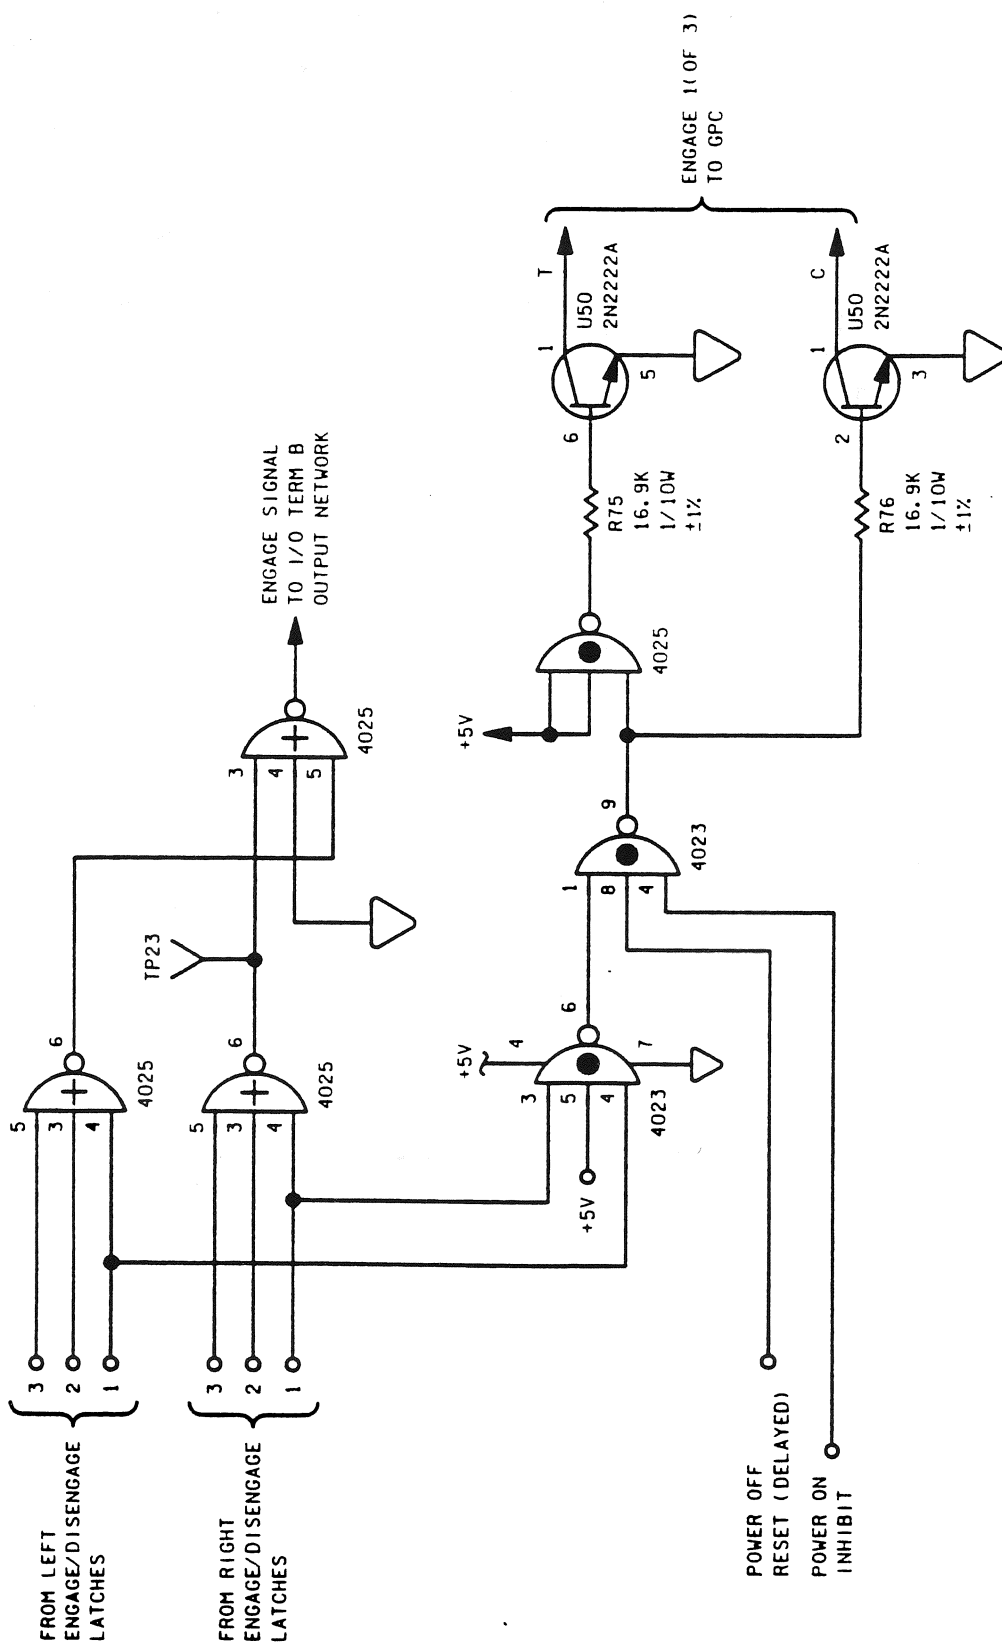 FROM LEFT
ENGAGE/DISENGAGE
LATCHES
3
2
1
5
3
4
6
4025
FROM RIGHT
ENGAGE/DISENGAGE
LATCHES
3
2
1
5
3
4
6
4025
TP23
3
4
5
4025
ENGAGE SIGNAL
TO I/O TERM B
OUTPUT NETWORK
+5V
4
3
5
4
+5V
6
7
4023
POWER OFF
RESET (DELAYED)
POWER ON
INHIBIT
1
8
4
9
4023
+5V
4025
R75
16.9K
1/10W
±1%
6
1
5
T
U50
2N2222A
R76
16.9K
1/10W
±1%
2
1
3
C
U50
2N2222A
ENGAGE 1(OF 3)
TO GPC